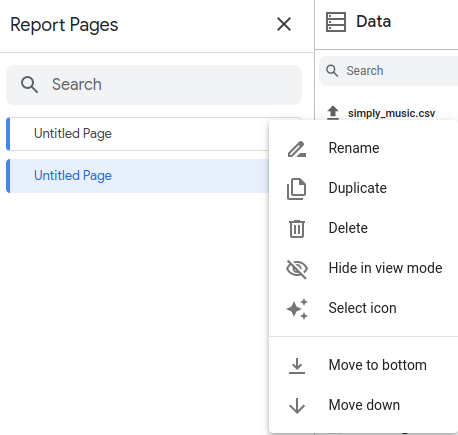 Report Pages
Search
Untitled Page
Untitled Page
Data
Search
simply_music.csv
Rename
Duplicate
Delete
Hide in view mode
Select icon
Move to bottom
Move down